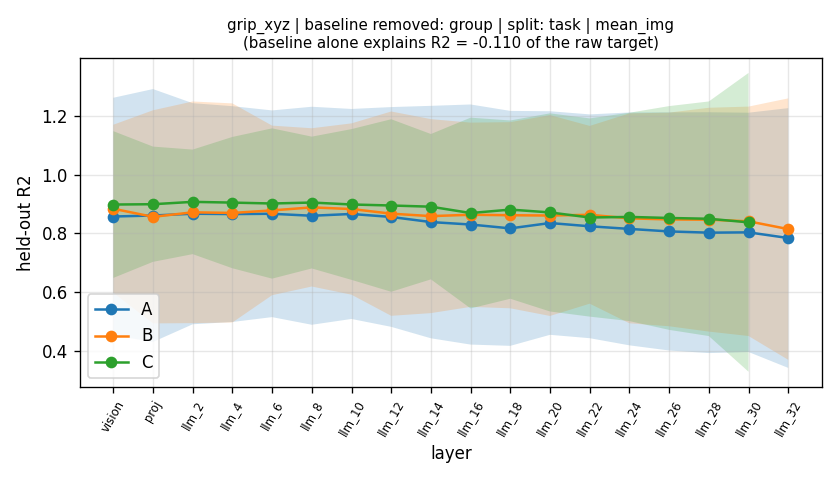 grip_xyz | baseline removed: group | split: task | mean_img
(baseline alone explains R2 = -0.110 of the raw target)
held-out R2
1.2
1.0
0.8
0.6
0.4
A
B
C
vision
proj
llm_2
llm_4
llm_6
llm_8
llm_10
llm_12
llm_14
llm_16
llm_18
llm_20
llm_22
llm_24
llm_26
llm_28
llm_30
llm_32
layer